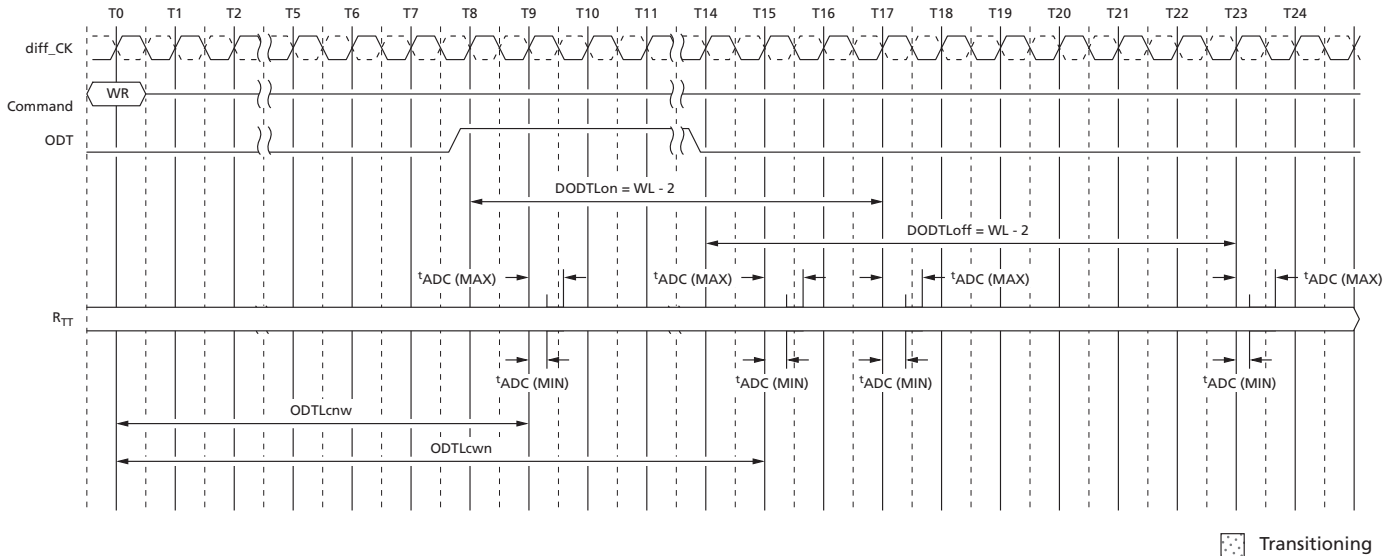 T0 T1 T2 T5 T6 T7 T8 T9 T10 T11 T14 T15 T16 T17 T18 T19 T20 T21 T22 T23 T24
diff_CK
WR
Command
ODT
DODTLon = WL - 2
DODTLoff = WL - 2
tADC (MAX) tADC (MAX) tADC (MAX) tADC (MAX)
RTT
tADC (MIN) tADC (MIN) tADC (MIN) tADC (MIN)
ODTLcnw
ODTLcwn
Transitioning